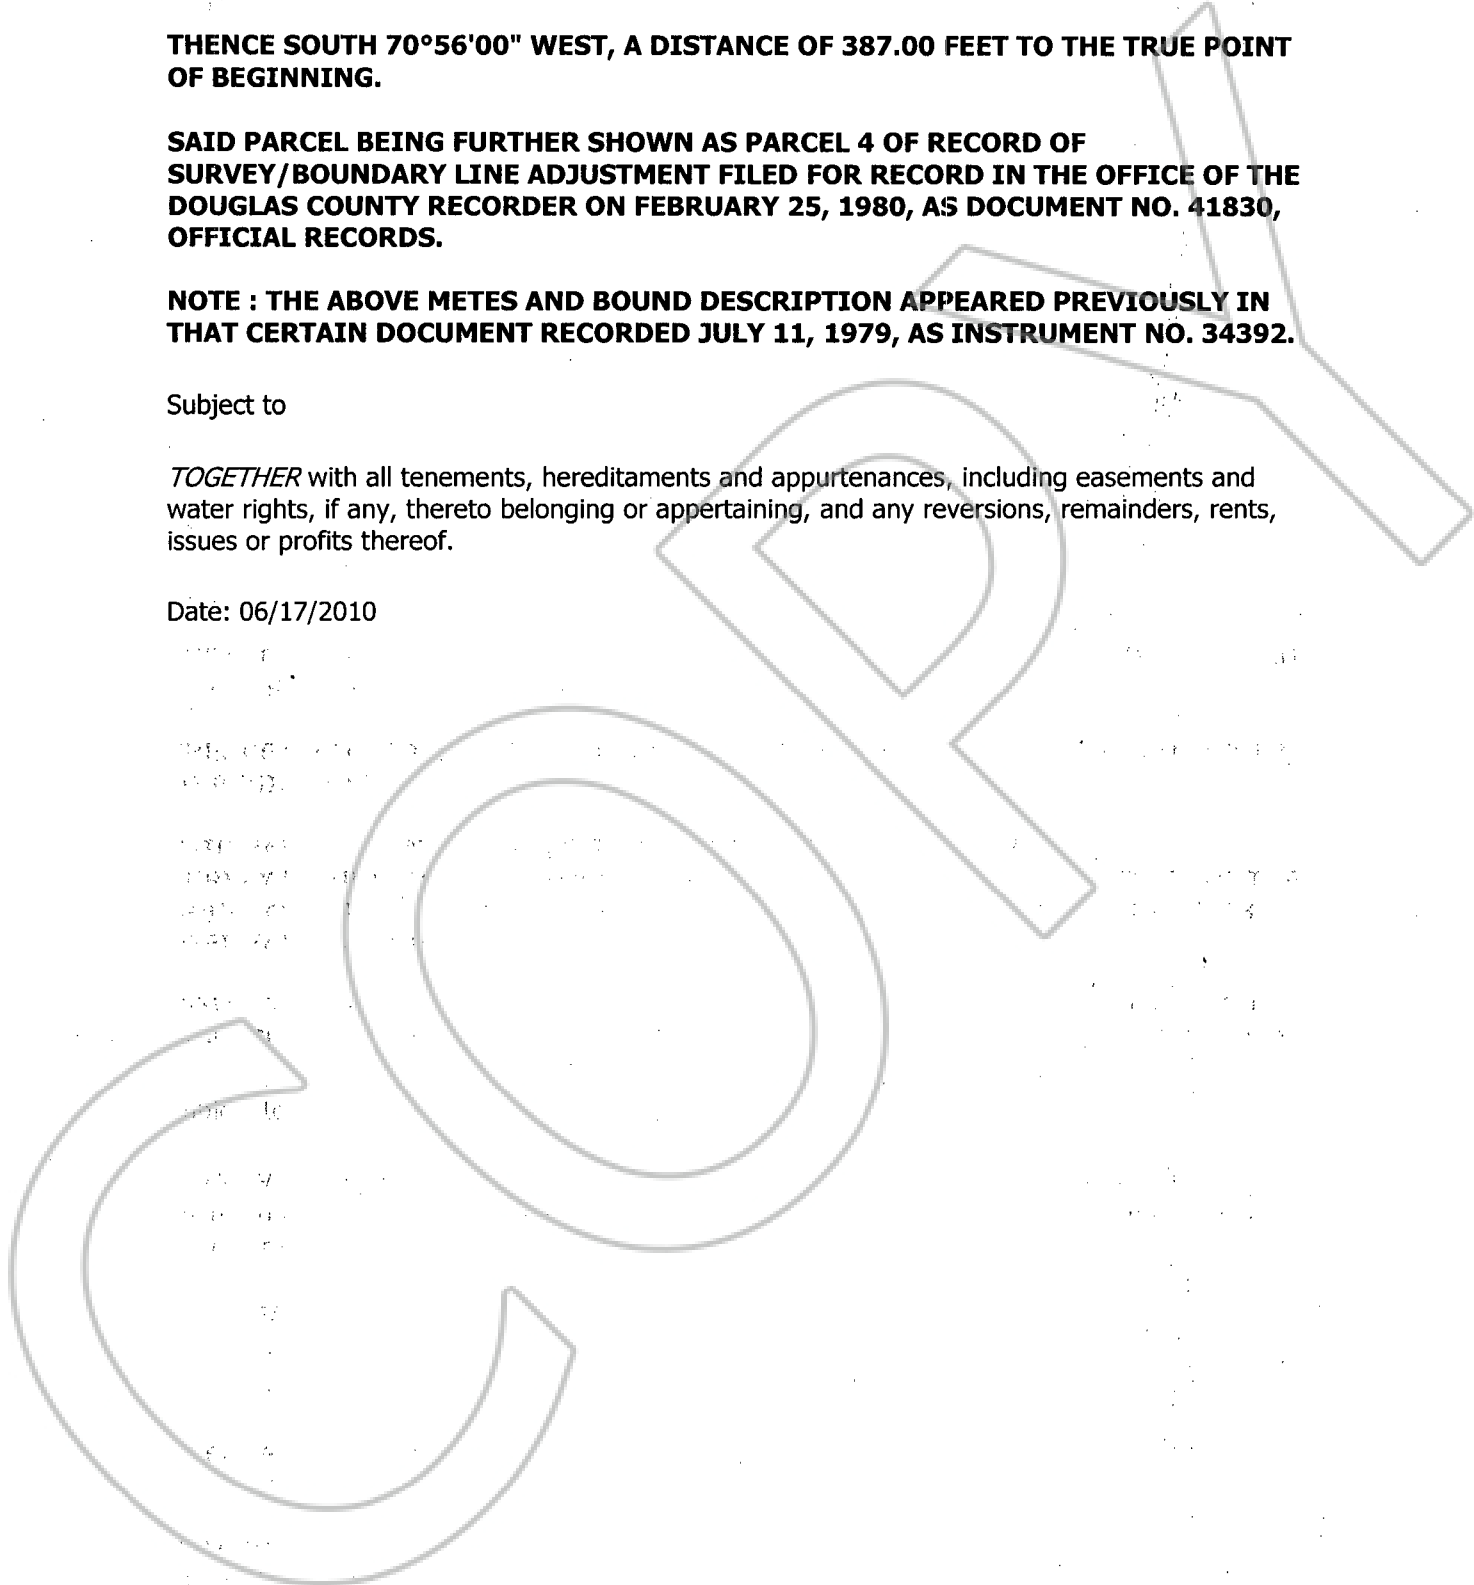 THENCE SOUTH 70°56'00" WEST, A DISTANCE OF 387.00 FEET TO THE TRUE POINT
OF BEGINNING.
SAID PARCEL BEING FURTHER SHOWN AS PARCEL 4 OF RECORD OF
SURVEY/BOUNDARY LINE ADJUSTMENT FILED FOR RECORD IN THE OFFICE OF THE
DOUGLAS COUNTY RECORDER ON FEBRUARY 25, 1980, AS DOCUMENT NO. 41830,
OFFICIAL RECORDS.
NOTE : THE ABOVE METES AND BOUND DESCRIPTION APPEARED PREVIOUSLY IN
THAT CERTAIN DOCUMENT RECORDED JULY 11, 1979, AS INSTRUMENT NO. 34392.
Subject to
TOGETHER with all tenements, hereditaments and appurtenances, including easements and
water rights, if any, thereto belonging or appertaining, and any reversions, remainders, rents,
issues or profits thereof.
Date: 06/17/2010
COPY